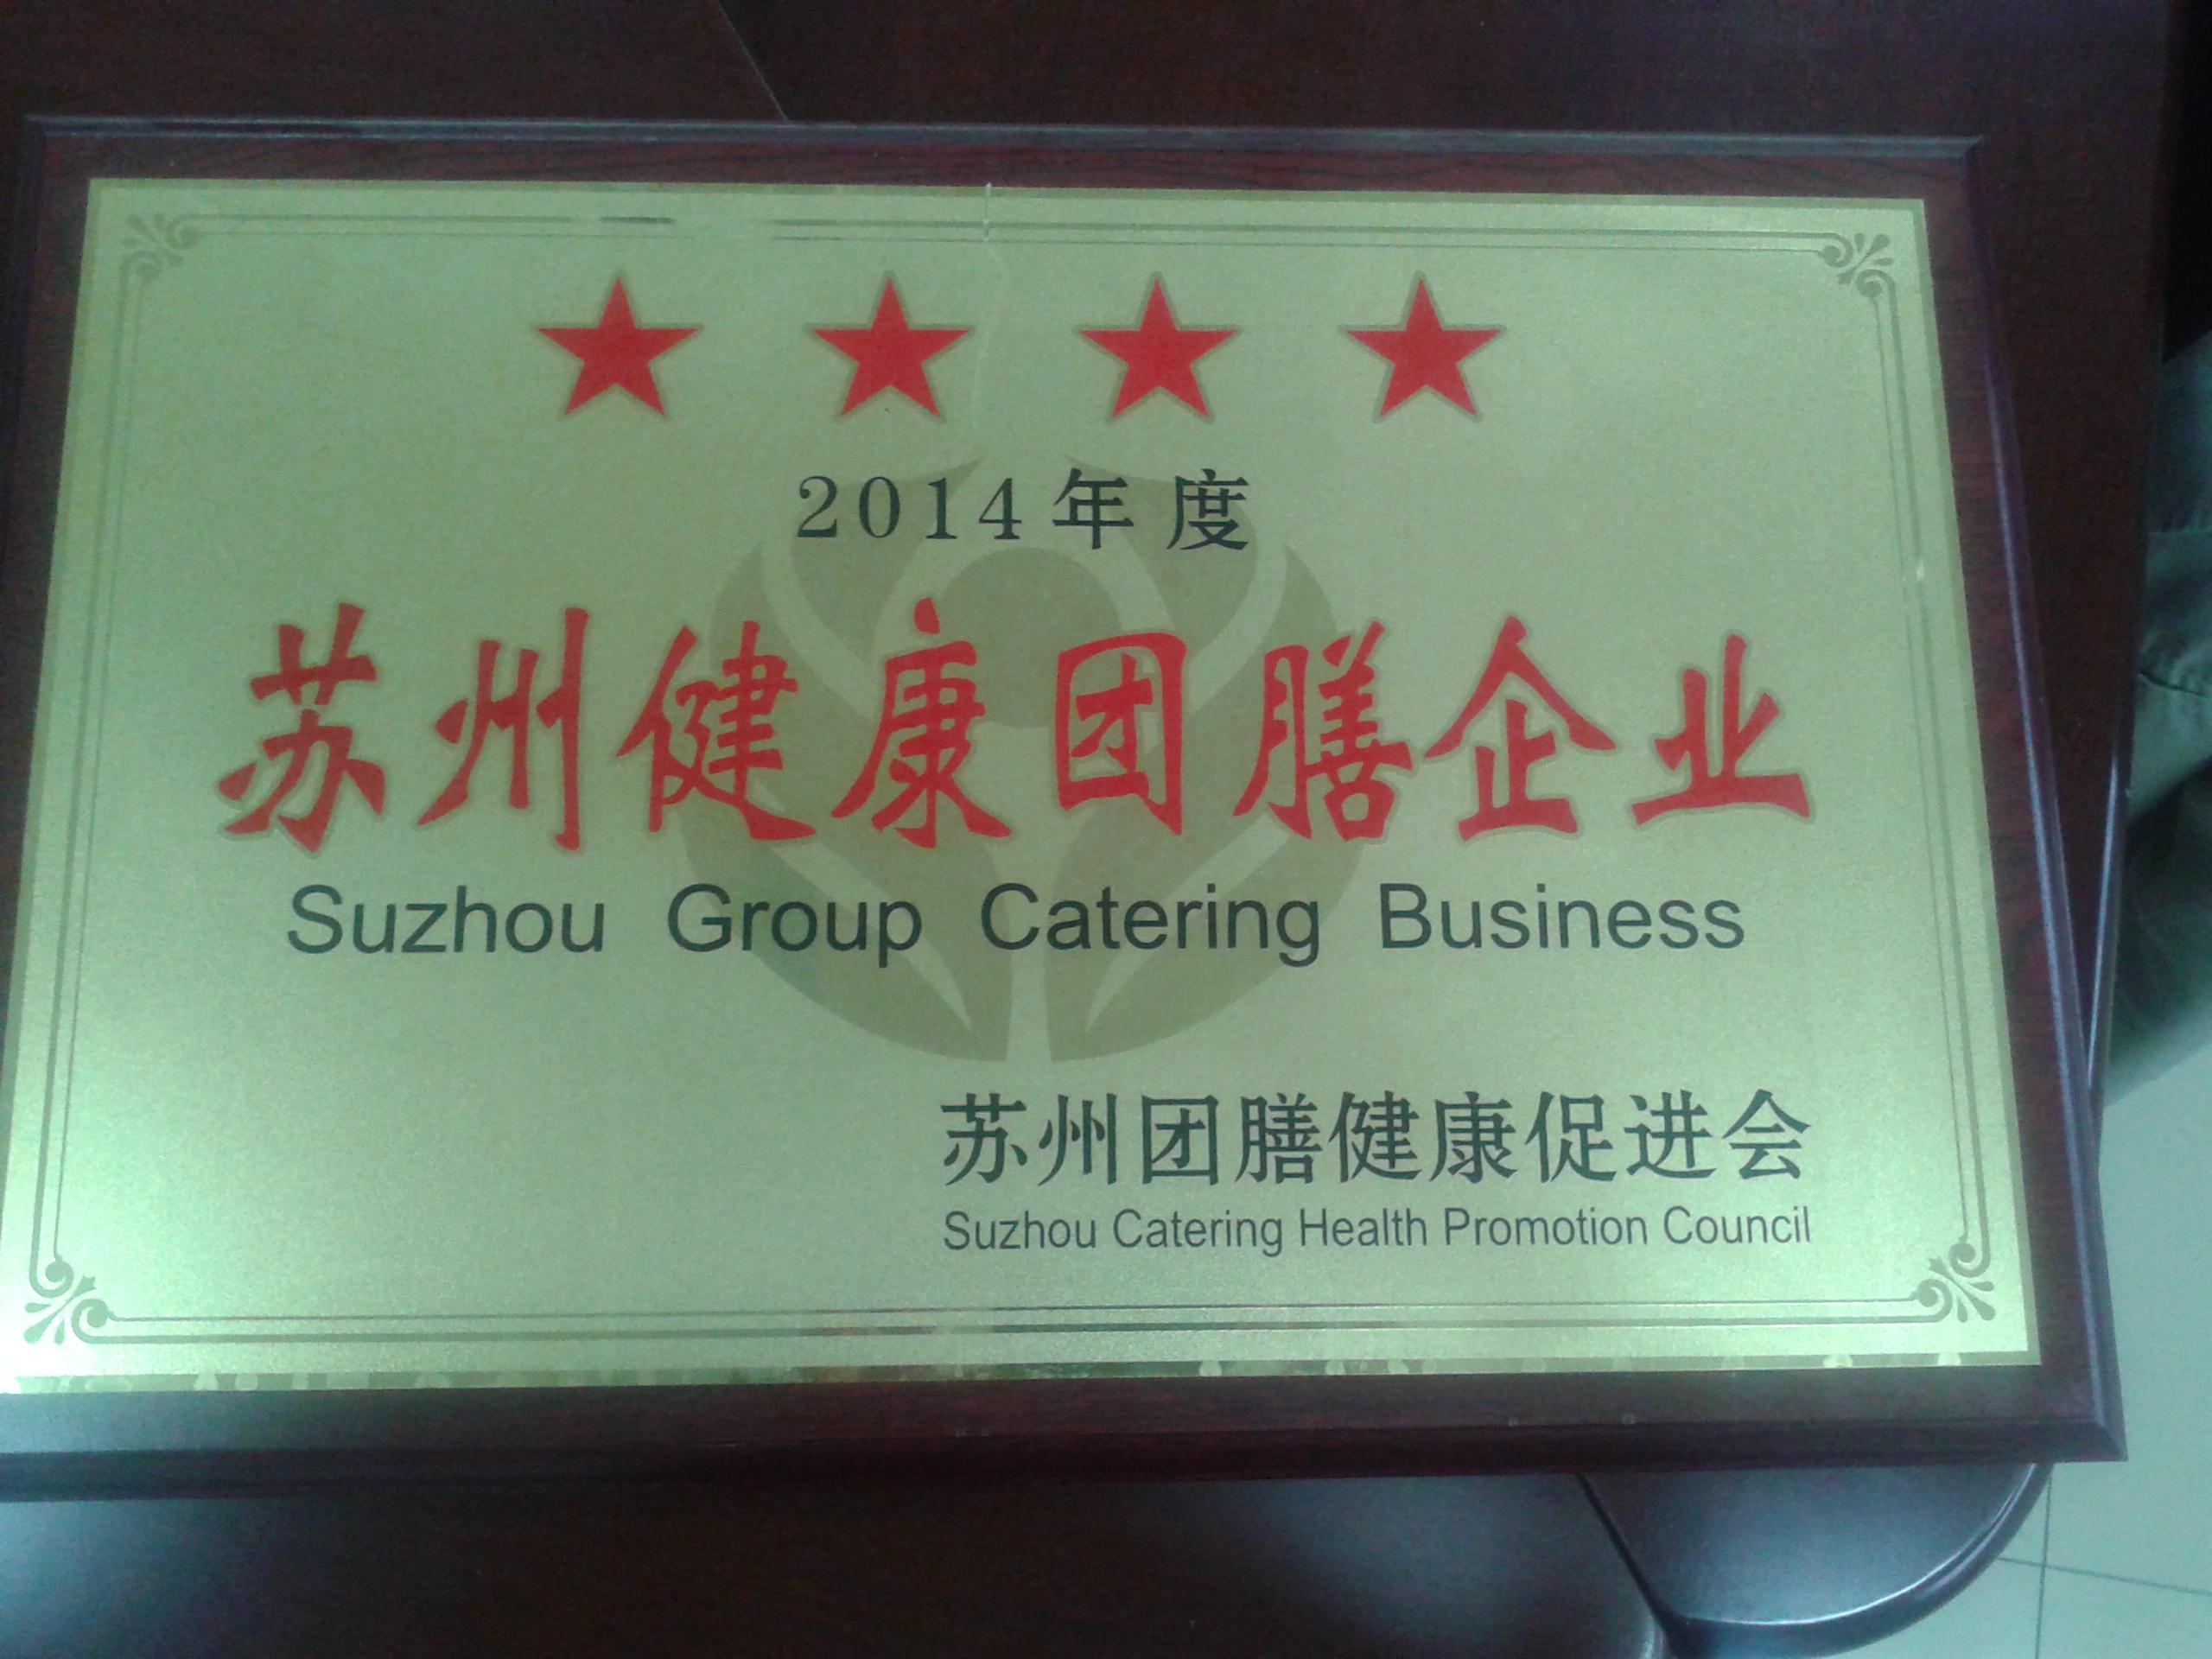 2014年度
苏州健康团膳企业
Suzhou Group Catering Business
苏州团膳健康促进会
Suzhou Catering Health Promotion Council